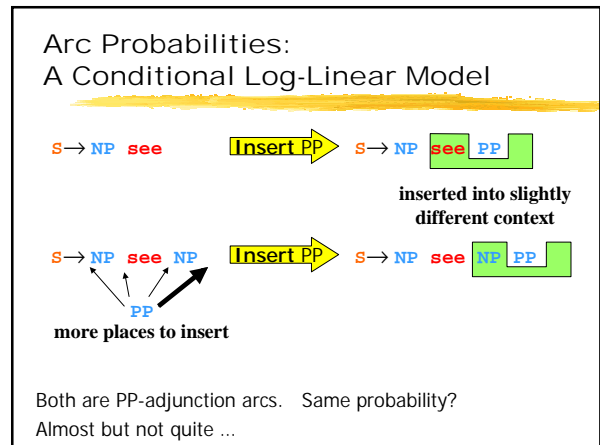 Arc Probabilities:
A Conditional Log-Linear Model
S→ NP see
Insert PP
S→ NP see PP
inserted into slightly
different context
S→ NP see NP
Insert PP
S→ NP see NP PP
PP
more places to insert
Both are PP-adjunction arcs. Same probability?
Almost but not quite ...